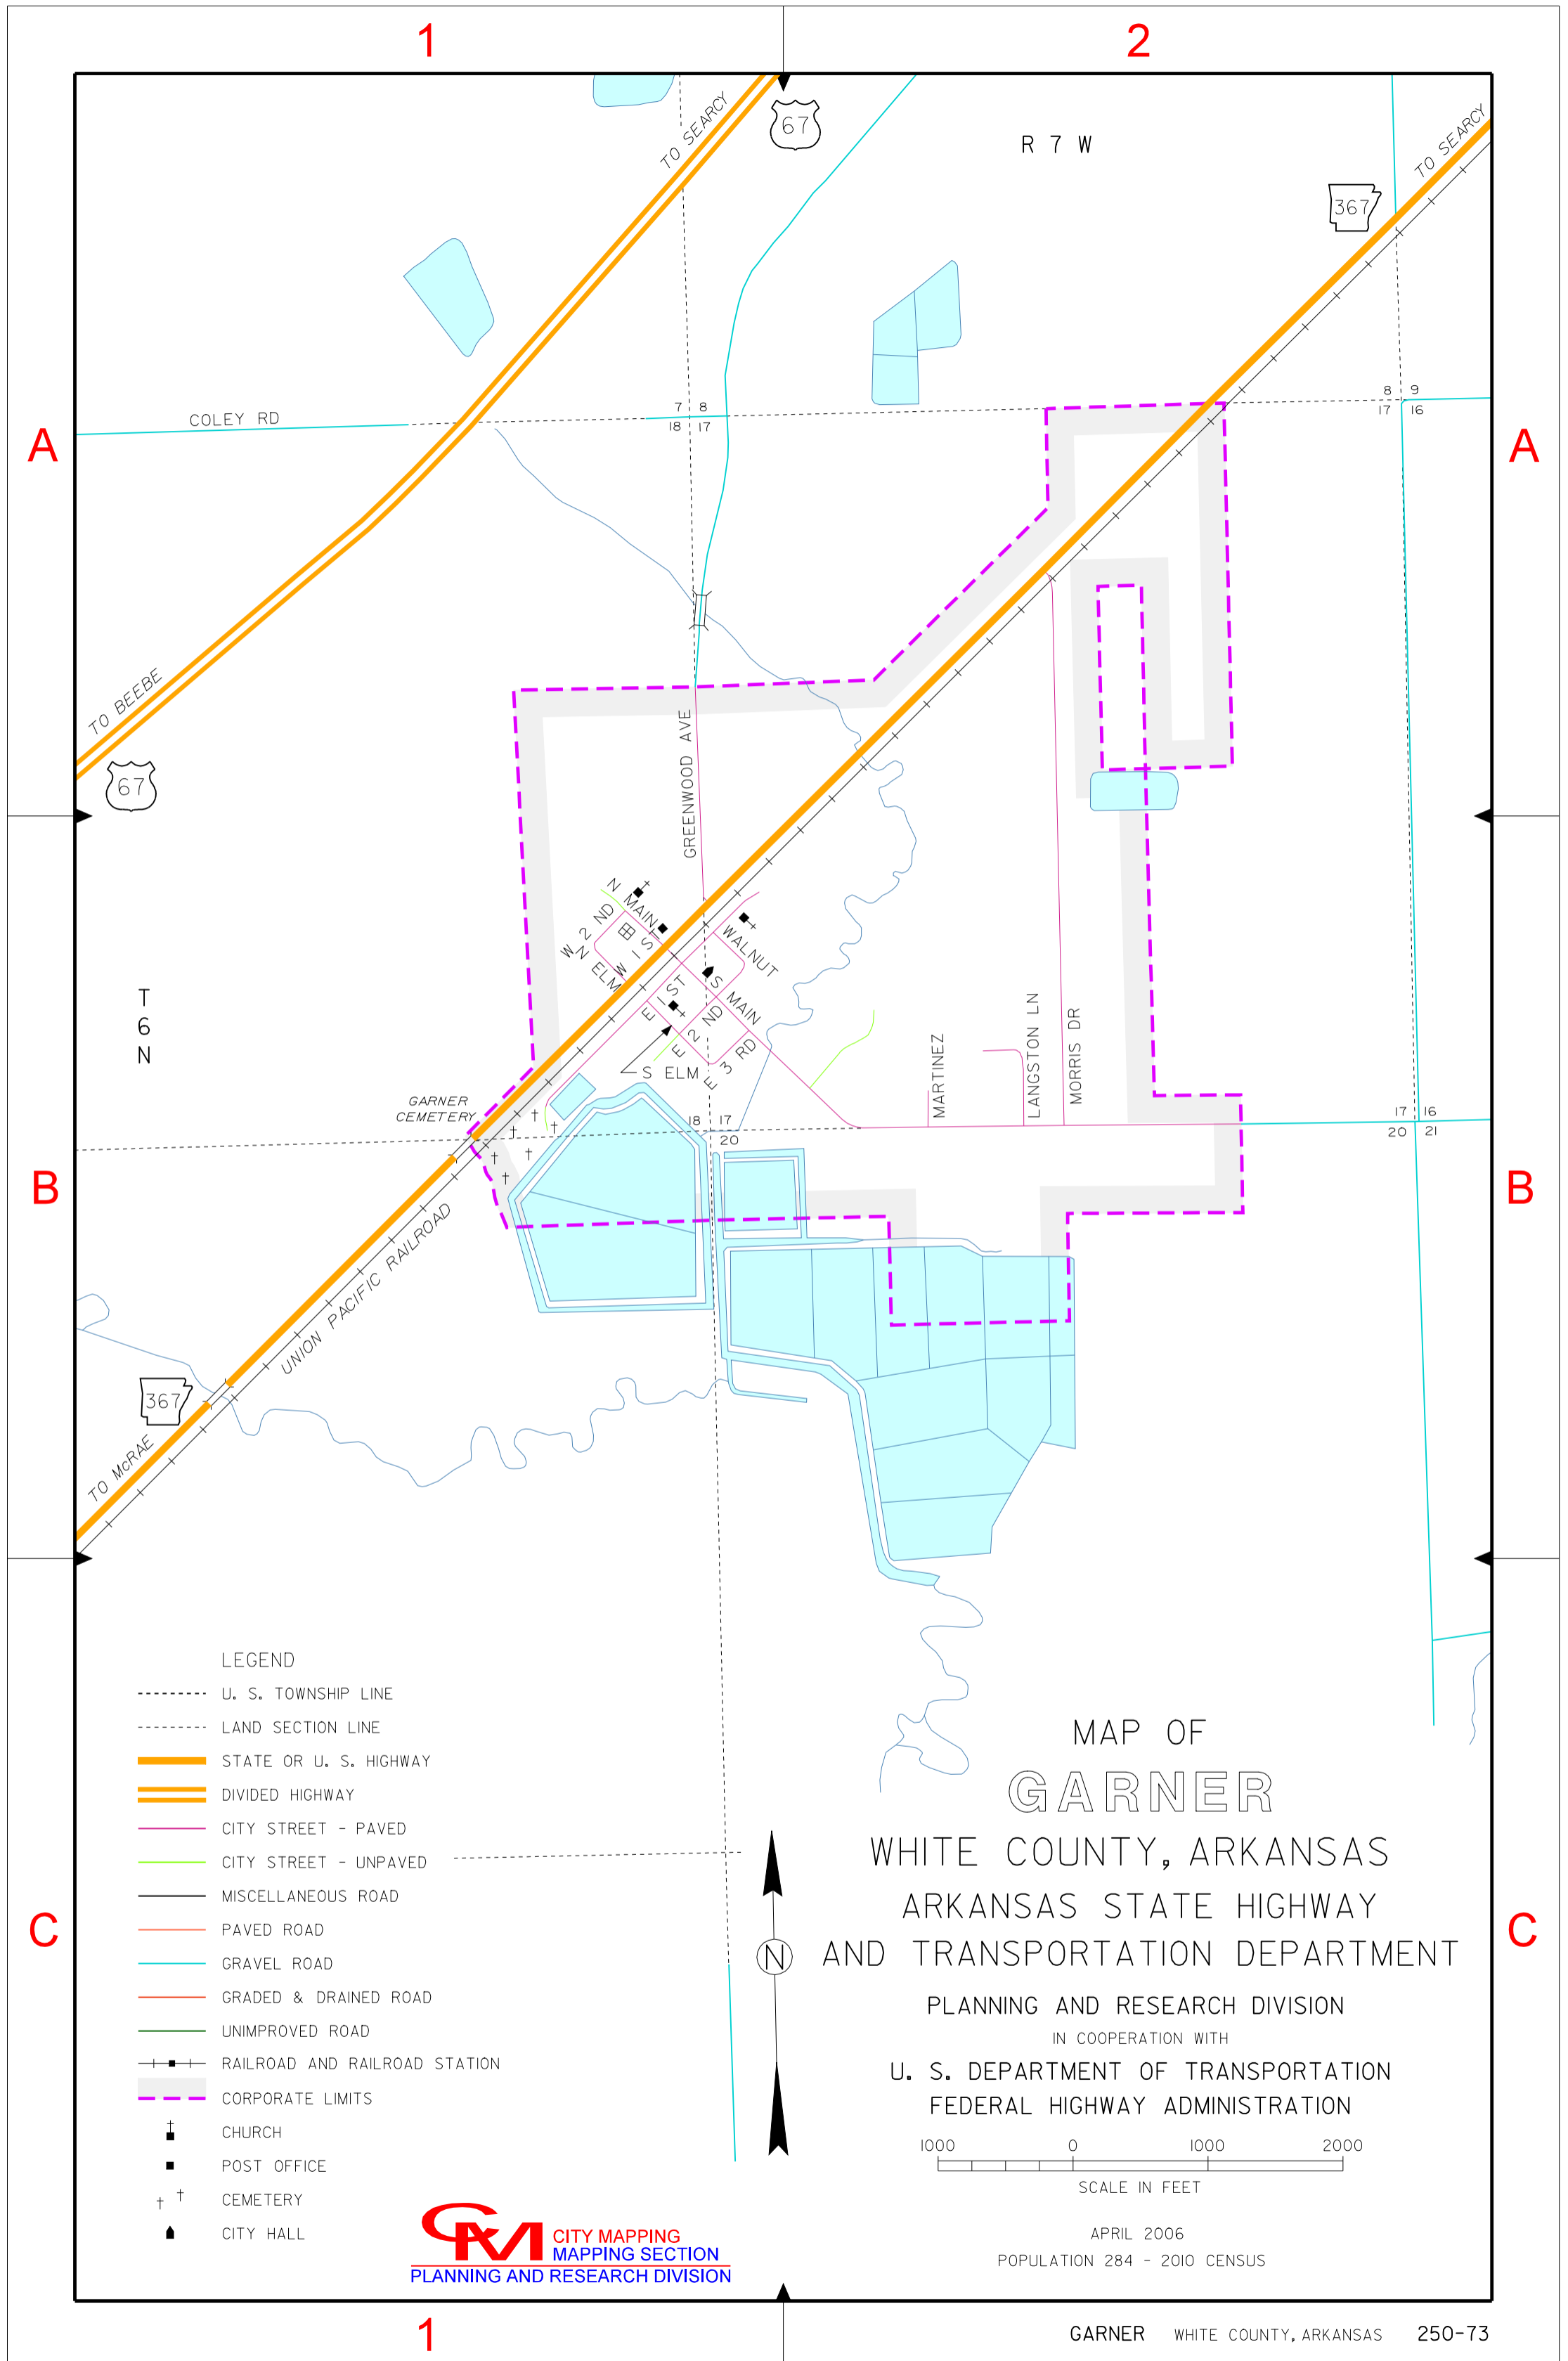 1
2
TO SEARCY
67
R 7 W
TO SEARCY
367
COLEY RD
7 8
18 17
8 9
17 16
A
A
TO BEEBE
67
GREENWOOD AVE
N MAIN
W 2 ND
N ELM
W 1 ST
WALNUT
E 1 ST
S MAIN
E 2 ND
E 3 RD
S ELM
T
6
N
MARTINEZ
LANGSTON LN
MORRIS DR
GARNER
CEMETERY
18 17
20
17 16
20 21
B
B
UNION PACIFIC RAILROAD
367
TO McRAE
LEGEND
U. S. TOWNSHIP LINE
LAND SECTION LINE
STATE OR U. S. HIGHWAY
DIVIDED HIGHWAY
CITY STREET - PAVED
CITY STREET - UNPAVED
MISCELLANEOUS ROAD
PAVED ROAD
GRAVEL ROAD
GRADED & DRAINED ROAD
UNIMPROVED ROAD
RAILROAD AND RAILROAD STATION
CORPORATE LIMITS
CHURCH
POST OFFICE
CEMETERY
CITY HALL
C
C
N
MAP OF
GARNER
WHITE COUNTY, ARKANSAS
ARKANSAS STATE HIGHWAY
AND TRANSPORTATION DEPARTMENT
PLANNING AND RESEARCH DIVISION
IN COOPERATION WITH
U. S. DEPARTMENT OF TRANSPORTATION
FEDERAL HIGHWAY ADMINISTRATION
1000 0 1000 2000
SCALE IN FEET
APRIL 2006
POPULATION 284 - 2010 CENSUS
CM
CITY MAPPING
MAPPING SECTION
PLANNING AND RESEARCH DIVISION
1
GARNER WHITE COUNTY, ARKANSAS 250-73